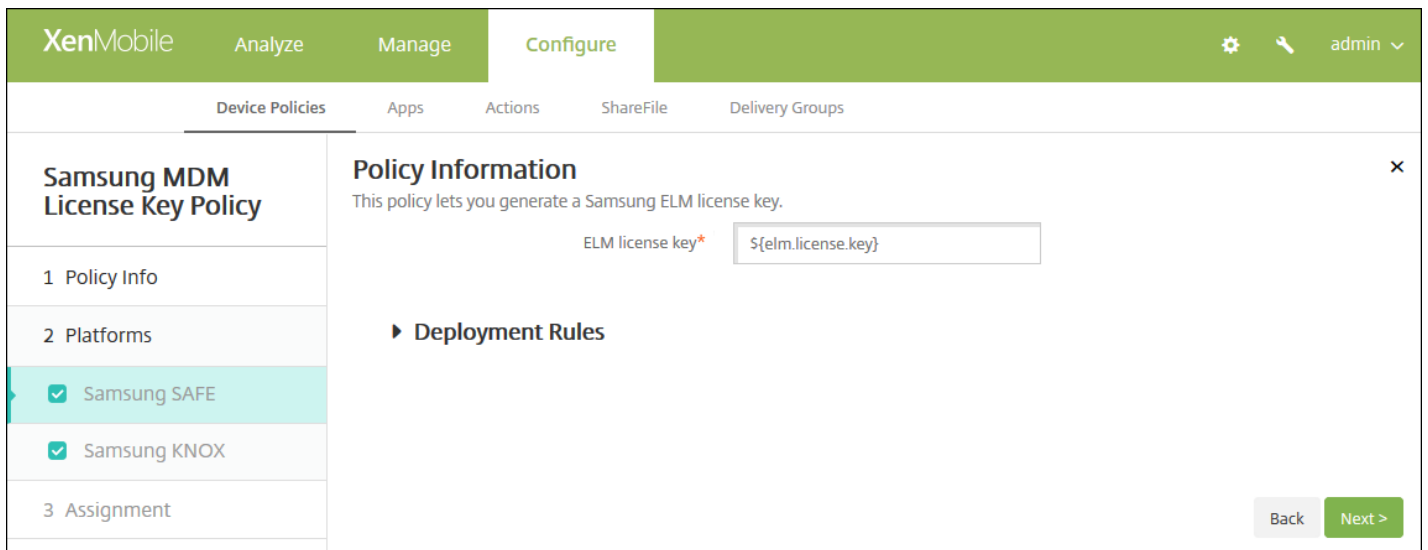 XenMobile Analyze Manage Configure admin
Device Policies Apps Actions ShareFile Delivery Groups
Samsung MDM
License Key Policy
1 Policy Info
2 Platforms
Samsung SAFE
Samsung KNOX
3 Assignment
Policy Information
This policy lets you generate a Samsung ELM license key.
ELM license key* ${elm.license.key}
Deployment Rules
Back Next >